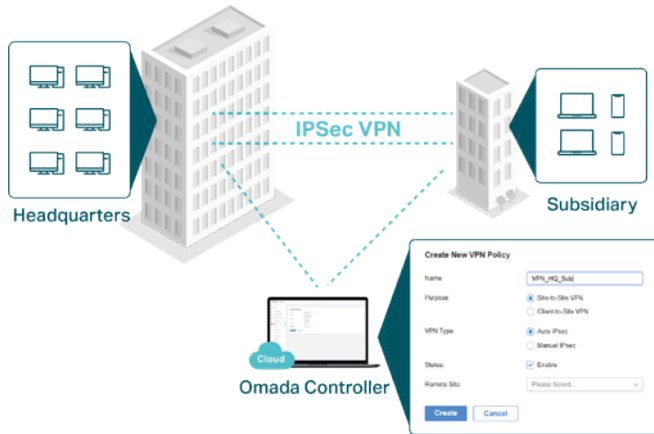 IPSec VPN
Headquarters
Subsidiary
Cloud
Omada Controller
Create New VPN Policy
Name:
VPN_HQ_Sub
Purpose:
Site-to-Site VPN
Client-to-Site VPN
VPN Type:
Auto IPsec
Manual IPsec
Status:
Enable
Remote Site:
Please Select...
Create
Cancel